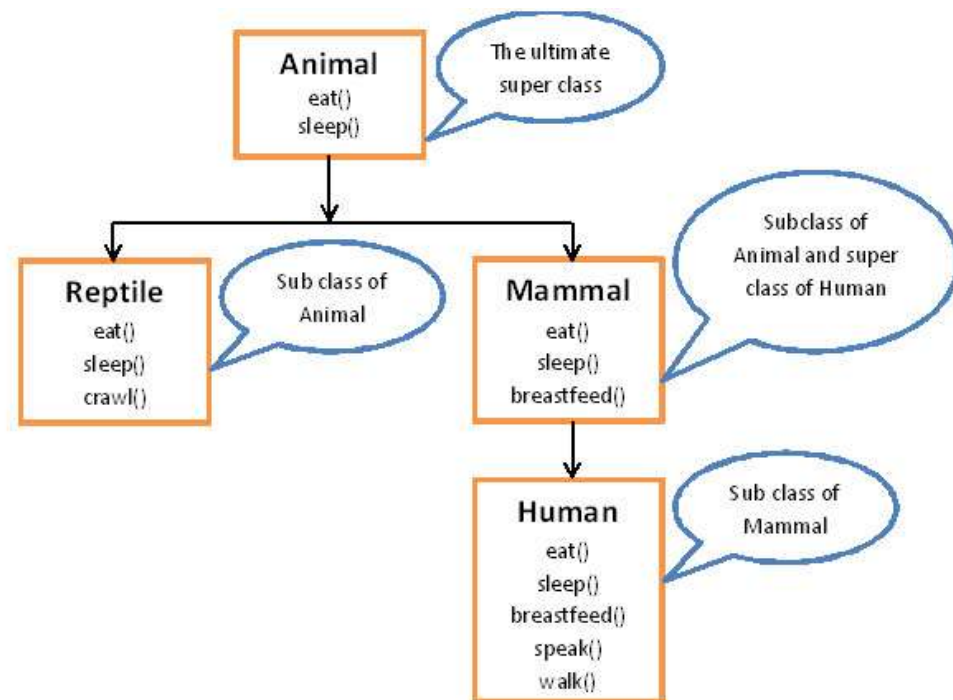 Animal
eat()
sleep()
The ultimate
super class
Reptile
eat()
sleep()
crawl()
Sub class of
Animal
Mammal
eat()
sleep()
breastfeed()
Subclass of
Animal and super
class of Human
Human
eat()
sleep()
breastfeed()
speak()
walk()
Sub class of
Mammal